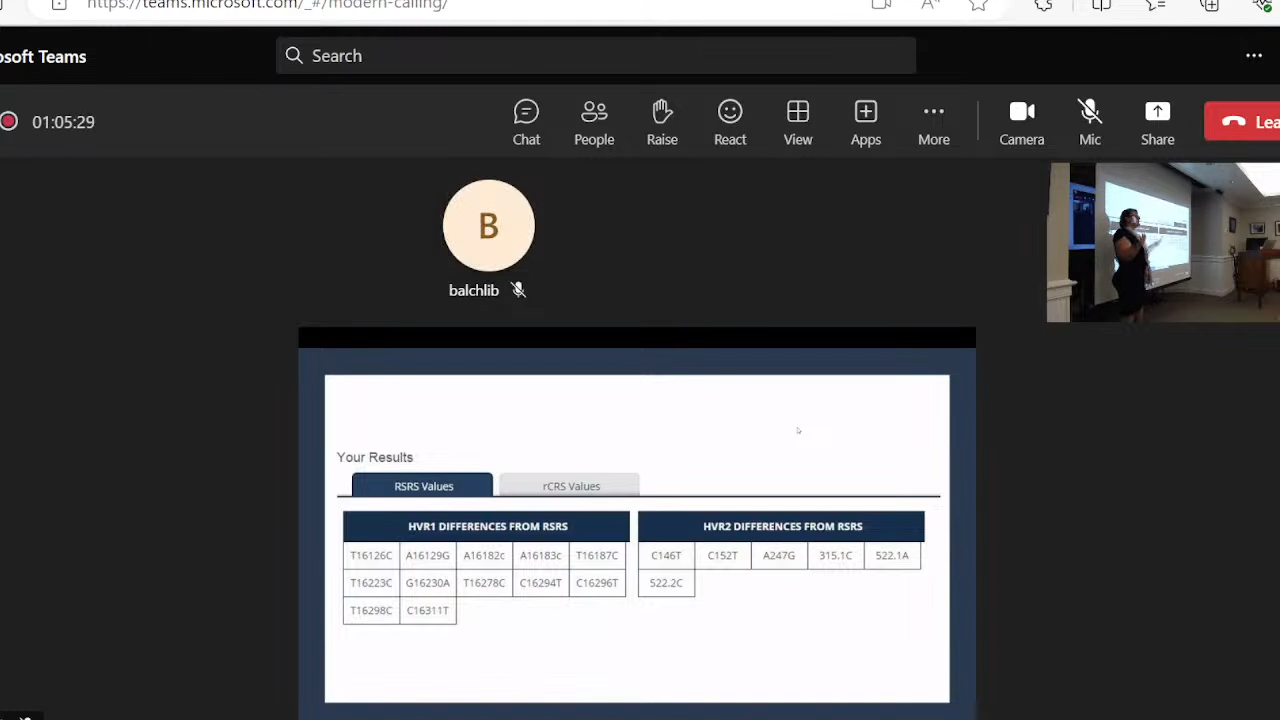 https://teams.microsoft.com/_#/modern-calling/
osoft Teams
Search
01:05:29
Chat People Raise React View Apps More Camera Mic Share Lea
B
balchlib
Your Results
RSRS Values rCRS Values
HVR1 DIFFERENCES FROM RSRS HVR2 DIFFERENCES FROM RSRS
T16126C A16129G A16182c A16183c T16187C C146T C152T A247G 315.1C 522.1A
T16223C G16230A T16278C C16294T C16296T 522.2C
T16298C C16311T